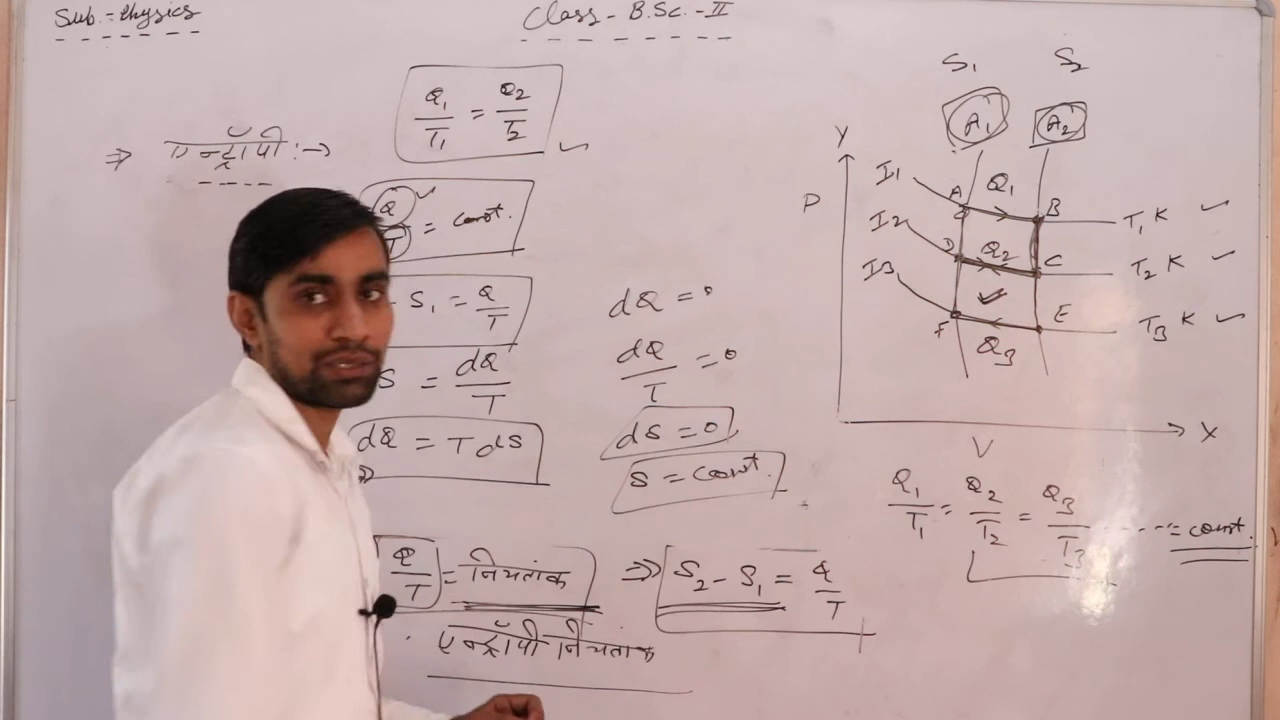 Sub.:- Physics
Class - B.Sc. - II
⇒ एन्ट्रॉपी :→
Q1/T1 = Q2/T2
Q/T = const.
- S1 = Q/T
S = dQ/T
dQ = T dS
dQ = 0
dQ/T = 0
dS = 0
S = const.
Q/T = नियतांक
⇒ S2 - S1 = Q/T
एन्ट्रॉपी नियतांक
S1 S2
A1 A2
Y
P
I1 A Q1 B T1 K
I2 D Q2 C T2 K
I3 F E T3 K
Q3
V X
Q1/T1 = Q2/T2 = Q3/T3 ----- = const.